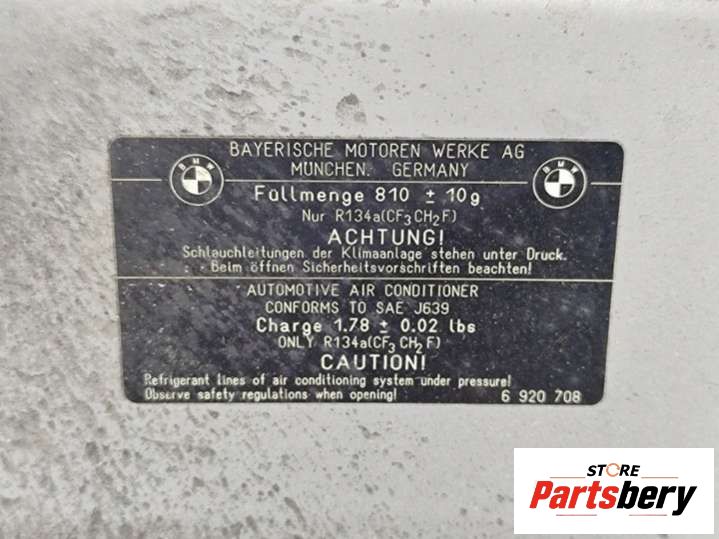 BAYERISCHE MOTOREN WERKE AG
MÜNCHEN. GERMANY
BMW
BMW
Füllmenge 810 ± 10g
Nur R134a(CF3CH2F)
ACHTUNG!
Schlauchleitungen der Klimaanlage stehen unter Druck.
Beim öffnen Sicherheitsvorschriften beachten!
AUTOMOTIVE AIR CONDITIONER
CONFORMS TO SAE J639
Charge 1.78 ± 0.02 lbs
ONLY R134a(CF3CH2F)
CAUTION!
Refrigerant lines of air conditioning system under pressure!
Observe safety regulations when opening!
6 920 708
STORE
Partsbery